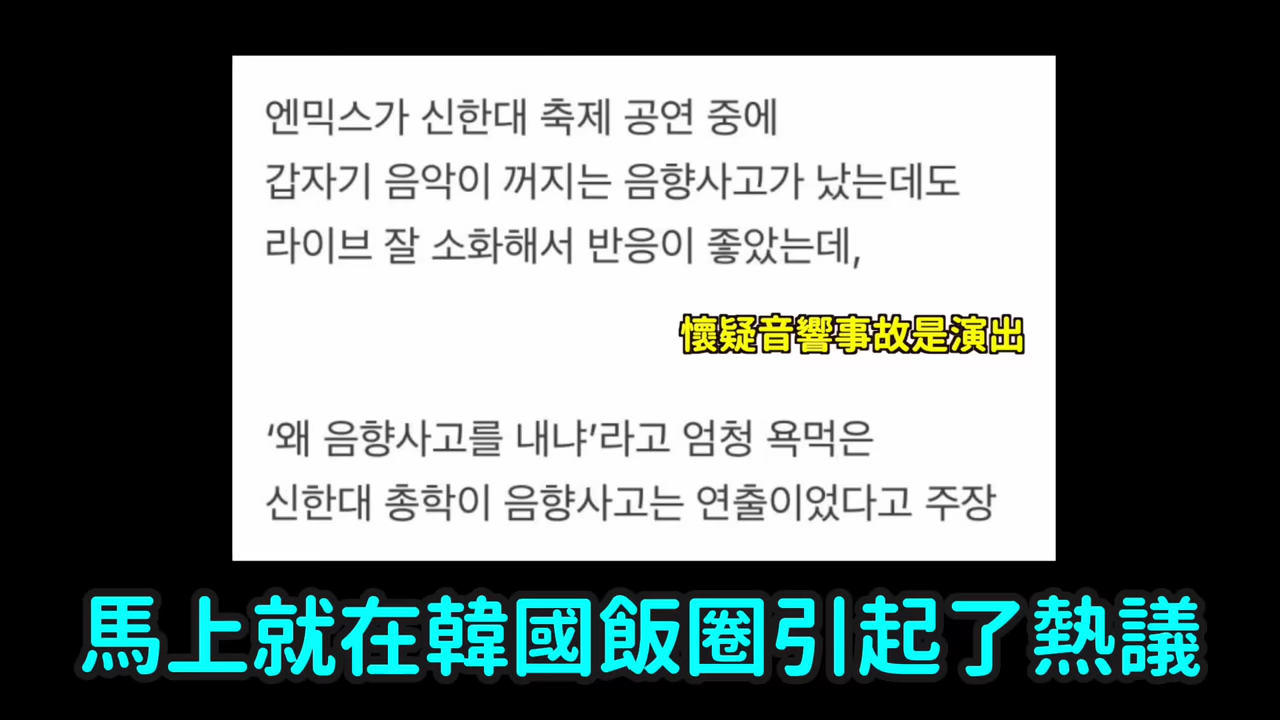 엔믹스가 신한대 축제 공연 중에
갑자기 음악이 꺼지는 음향사고가 났는데도
라이브 잘 소화해서 반응이 좋았는데,
懷疑音響事故是演出
‘왜 음향사고를 내냐’라고 엄청 욕먹은
신한대 총학이 음향사고는 연출이었다고 주장
馬上就在韓國飯圈引起了熱議